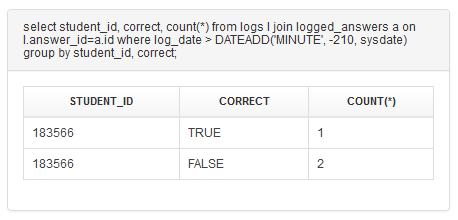 select student_id, correct, count(*) from logs l join logged_answers a on
l.answer_id=a.id where log_date > DATEADD('MINUTE', -210, sysdate)
group by student_id, correct;
STUDENT_ID CORRECT COUNT(*)
183566 TRUE 1
183566 FALSE 2